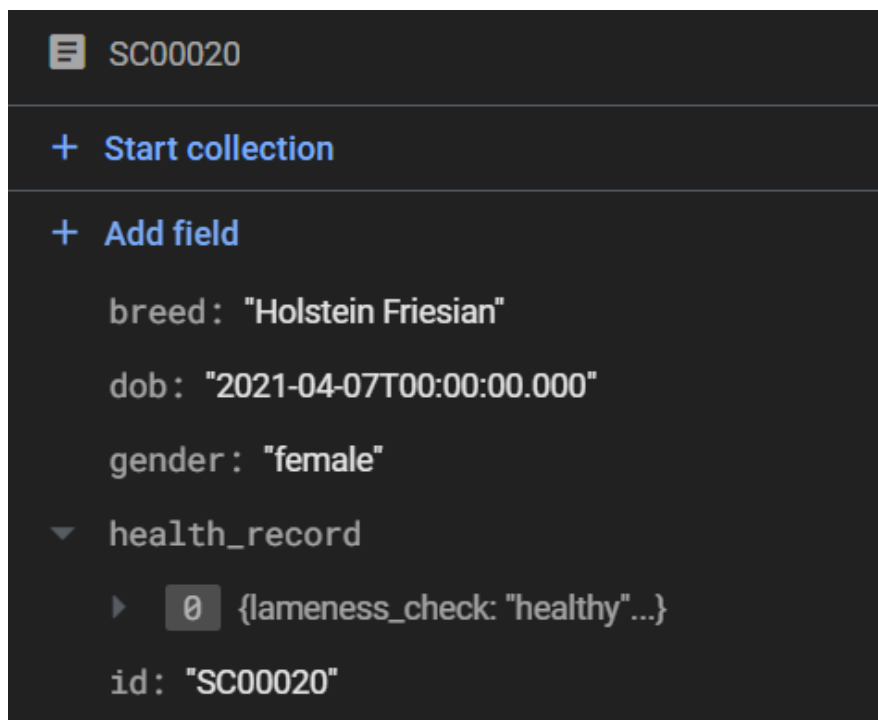 SC00020
+ Start collection
+ Add field
breed: "Holstein Friesian"
dob: "2021-04-07T00:00:00.000"
gender: "female"
health_record
0 {lameness_check: "healthy"...}
id: "SC00020"